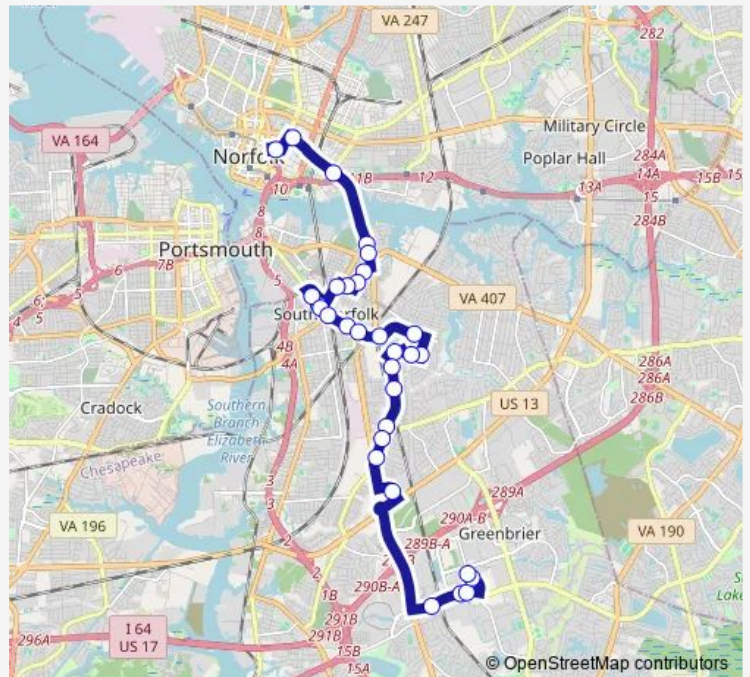 VA 247
282
Military Circle
VA 164
Norfolk
Poplar Hall
284A
14A
15B
15
284B
13A
12
11B
10
8
8
Portsmouth
6
7B
6
5
5
4
5
VA 407
South Norfolk
4B
4A
286A
286A
286B
US 13
Cradock
Southern
Branch
Elizabeth
River
Chesapeake
3
3
2
2
VA 196
289A
290A-B
Greenbrier
VA 190
289B-A
290B-A
1B
291B
291B
15B
15A
296A
I 64
US 17
© OpenStreetMap contributors